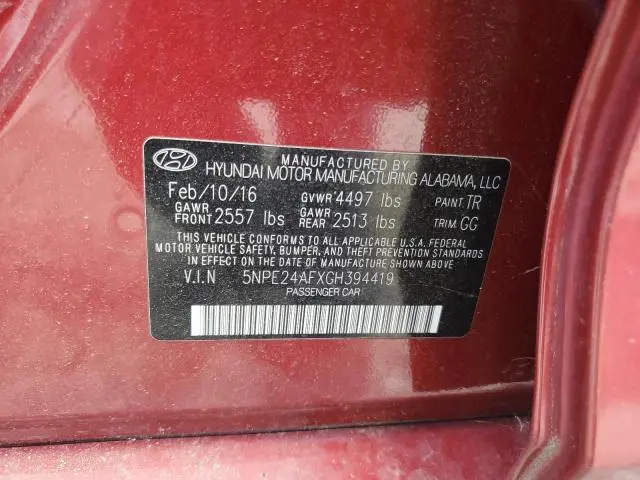 MANUFACTURED BY
HYUNDAI MOTOR MANUFACTURING ALABAMA, LLC
Feb/10/16 GVWR 4497 lbs PAINT: TR
GAWR FRONT 2557 lbs GAWR REAR 2513 lbs TRIM: GG
THIS VEHICLE CONFORMS TO ALL APPLICABLE U.S.A. FEDERAL
MOTOR VEHICLE SAFETY, BUMPER, AND THEFT PREVENTION STANDARDS
IN EFFECT ON THE DATE OF MANUFACTURE SHOWN ABOVE.
V.I.N 5NPE24AFXGH394419
PASSENGER CAR